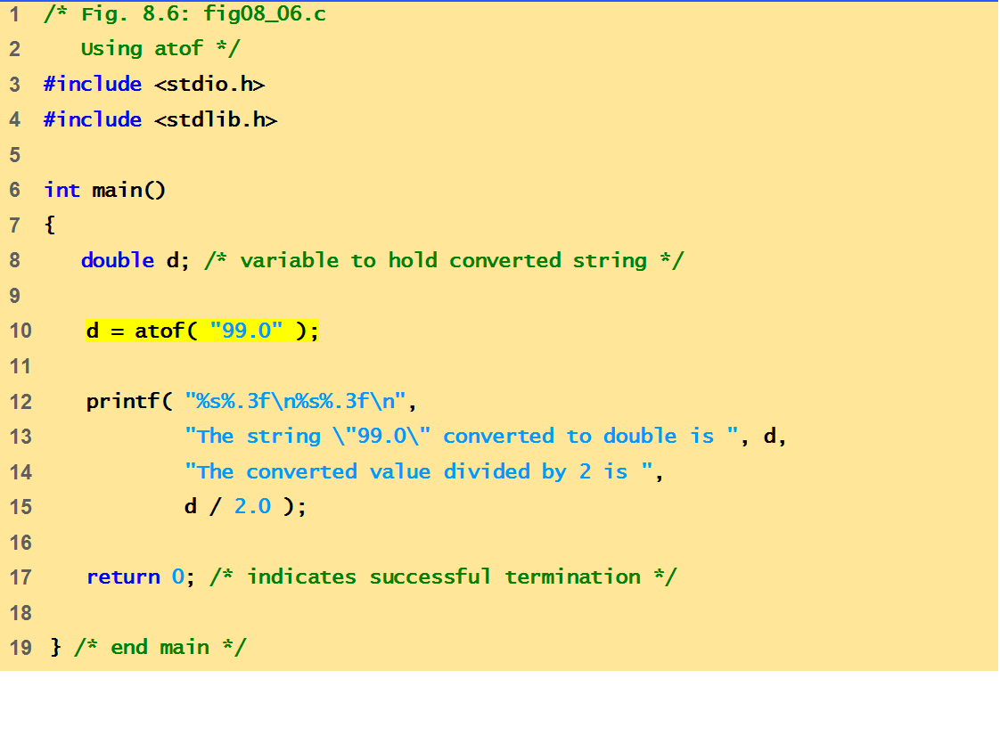 1 /* Fig. 8.6: fig08_06.c
2 Using atof */
3 #include <stdio.h>
4 #include <stdlib.h>
5
6 int main()
7 {
8 double d; /* variable to hold converted string */
9
10 d = atof( "99.0" );
11
12 printf( "%s%.3f\n%s%.3f\n",
13 "The string \"99.0\" converted to double is ", d,
14 "The converted value divided by 2 is ",
15 d / 2.0 );
16
17 return 0; /* indicates successful termination */
18
19 } /* end main */